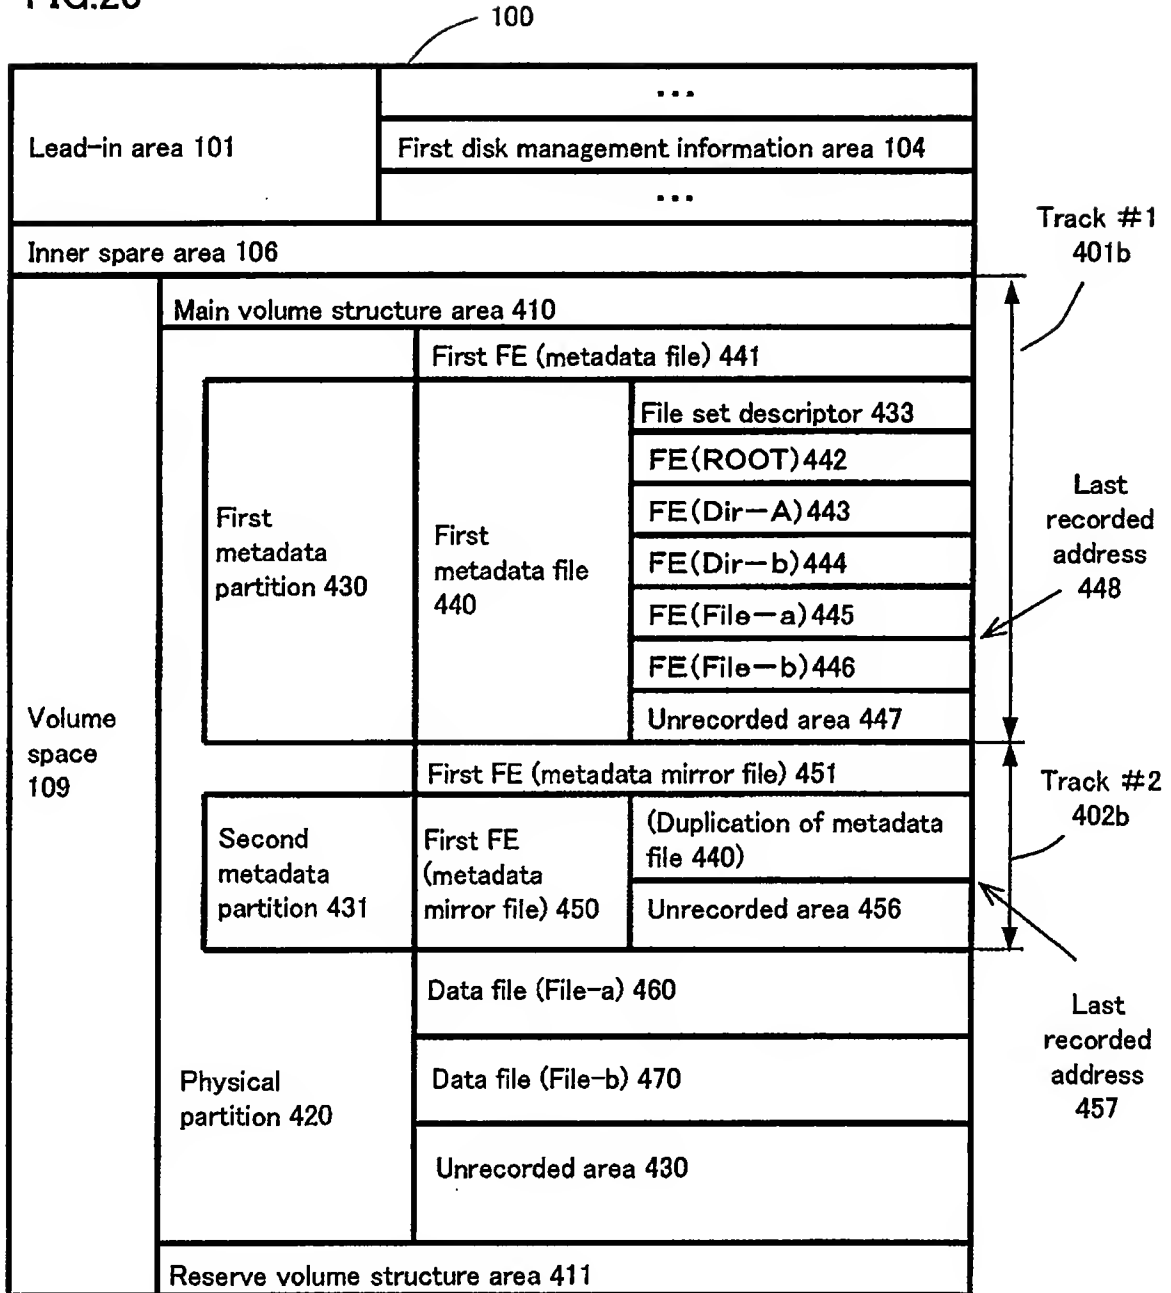 100
...
Lead-in area 101
First disk management information area 104
...
Inner spare area 106
Track #1
401b
Main volume structure area 410
First FE (metadata file) 441
File set descriptor 433
FE(ROOT)442
FE(Dir-A)443
FE(Dir-b)444
FE(File-a)445
FE(File-b)446
Unrecorded area 447
First
metadata
partition 430
First
metadata file
440
Last
recorded
address
448
Volume
space
109
First FE (metadata mirror file) 451
Track #2
402b
Second
metadata
partition 431
First FE
(metadata
mirror file) 450
(Duplication of metadata
file 440)
Unrecorded area 456
Data file (File-a) 460
Last
recorded
address
457
Physical
partition 420
Data file (File-b) 470
Unrecorded area 430
Reserve volume structure area 411